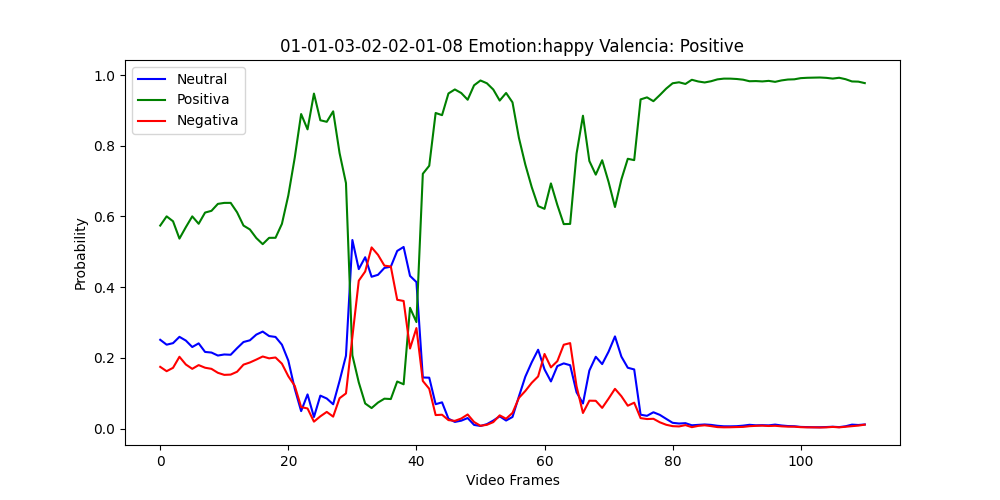 01-01-03-02-02-01-08 Emotion:happy Valencia: Positive
Neutral
Positiva
Negativa
1.0
0.8
0.6
0.4
0.2
0.0
Probability
0
20
40
60
80
100
Video Frames